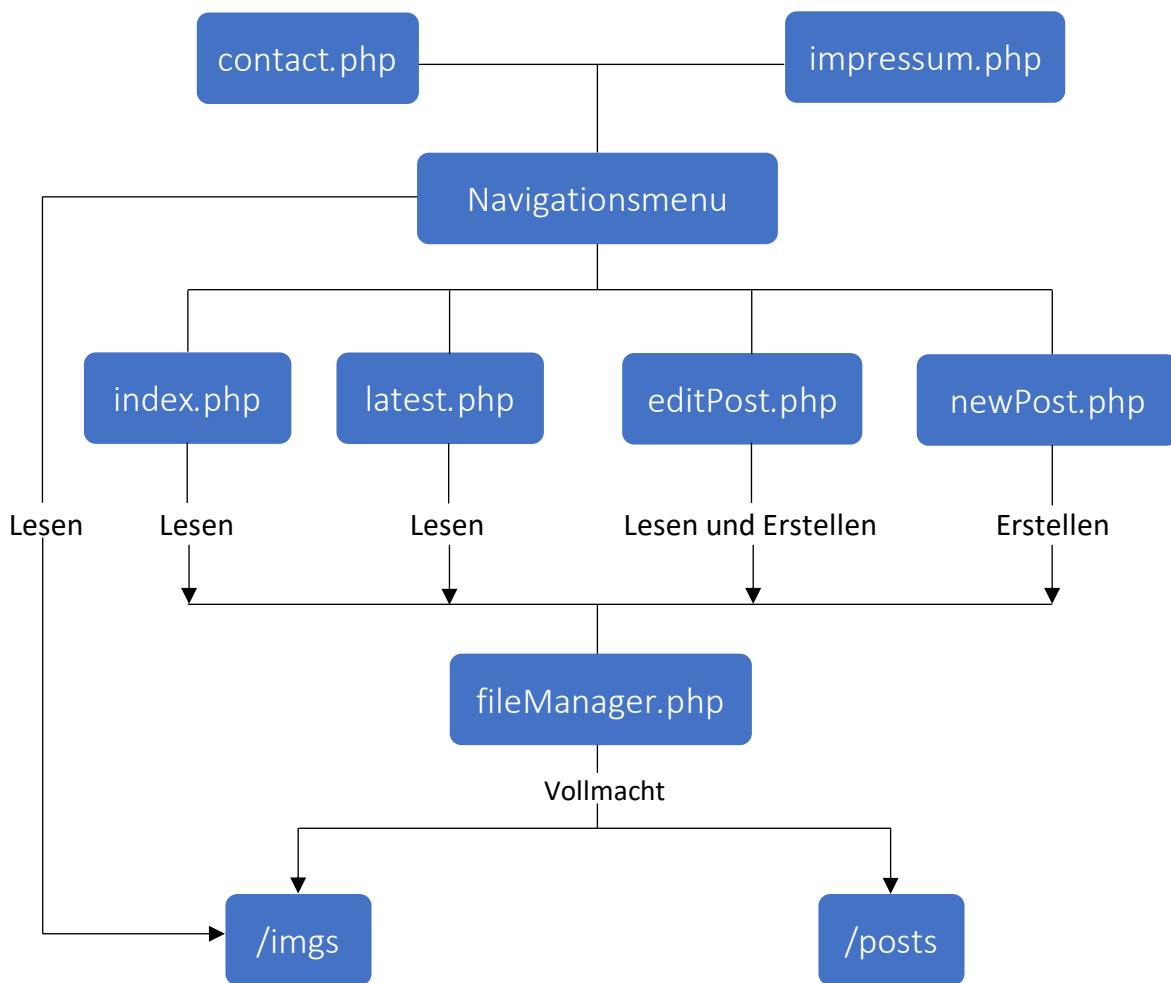 contact.php
impressum.php
Navigationsmenu
index.php
latest.php
editPost.php
newPost.php
Lesen
Lesen
Lesen
Lesen und Erstellen
Erstellen
fileManager.php
Vollmacht
/imgs
/posts